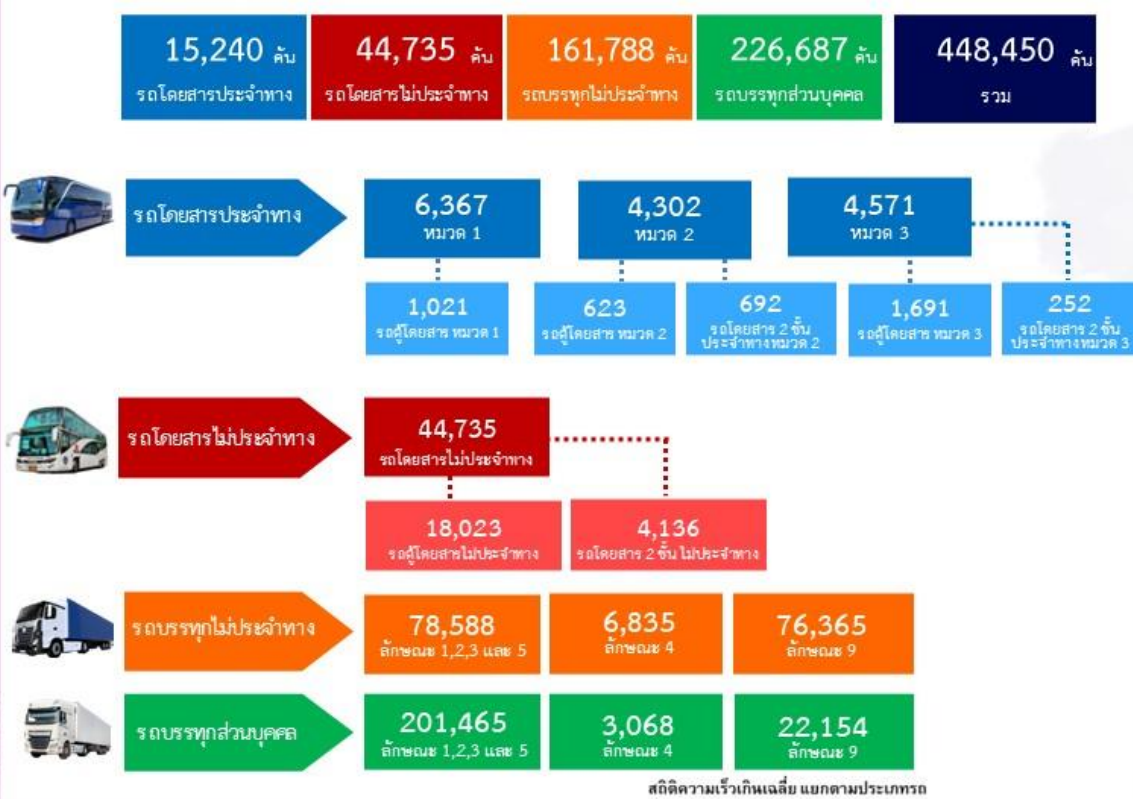 15,240 คัน
รถโดยสารประจำทาง
44,735 คัน
รถโดยสารไม่ประจำทาง
161,788 คัน
รถบรรทุกไม่ประจำทาง
226,687 คัน
รถบรรทุกส่วนบุคคล
448,450 คัน
รวม
รถโดยสารประจำทาง
6,367
หมวด 1
4,302
หมวด 2
4,571
หมวด 3
1,021
รถตู้โดยสาร หมวด 1
623
รถตู้โดยสาร หมวด 2
692
รถโดยสาร 2 ชั้น
ประจำทางหมวด 2
1,691
รถตู้โดยสาร หมวด 3
252
รถโดยสาร 2 ชั้น
ประจำทางหมวด 3
รถโดยสารไม่ประจำทาง
44,735
รถโดยสารไม่ประจำทาง
18,023
รถตู้โดยสารไม่ประจำทาง
4,136
รถโดยสาร 2 ชั้น ไม่ประจำทาง
รถบรรทุกไม่ประจำทาง
78,588
ลักษณะ 1,2,3 และ 5
6,835
ลักษณะ 4
76,365
ลักษณะ 9
รถบรรทุกส่วนบุคคล
201,465
ลักษณะ 1,2,3 และ 5
3,068
ลักษณะ 4
22,154
ลักษณะ 9
สถิติความเร็วเกินเฉลี่ย แยกตามประเภทรถ